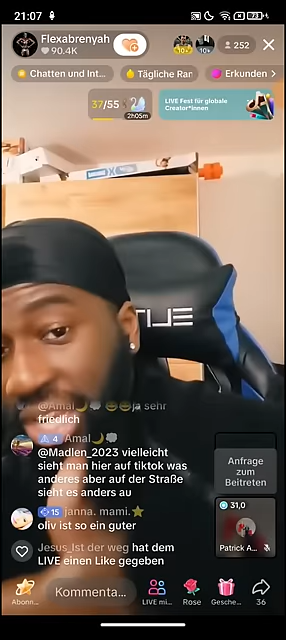 21:07
73
Flexabrenyah
90.4K
10+
10+
252
Chatten und Int...
Tägliche Ran
Erkunden >
37/55
2h05m
LIVE Fest für globale
Creator*innen
@Amal🌙💭 😂😂ja sehr
friedlich
4 Amal🌙💭
@Madlen_2023 vielleicht
sieht man hier auf tiktok was
anderes aber auf der Straße
sieht es anders au
Anfrage
zum
Beitreten
15 janna. mami.⭐
oliv ist so ein guter
31,0
Patrick A...
Jesus_Ist der weg hat dem
LIVE einen Like gegeben
Abonn...
Kommenta...
LIVE mi...
Rose
Gesche...
36